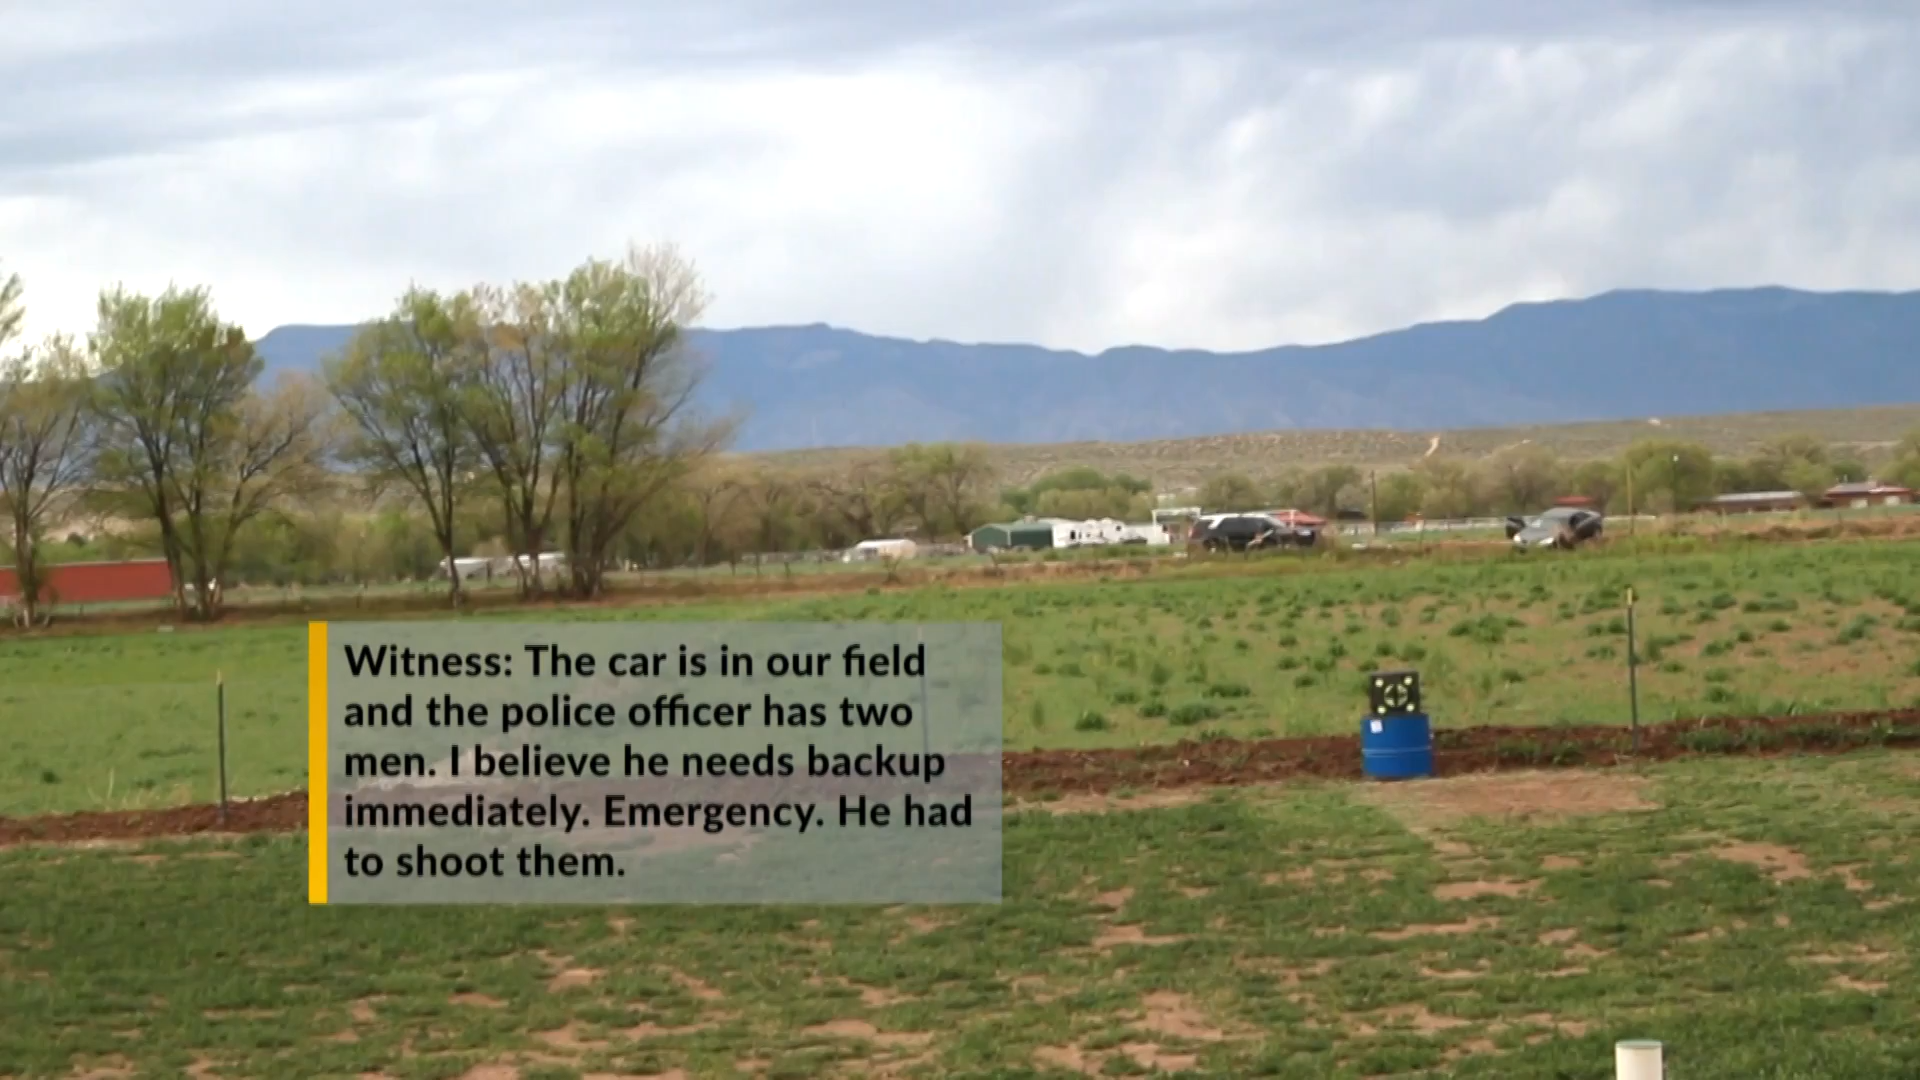 Witness: The car is in our field
and the police officer has two
men. I believe he needs backup
immediately. Emergency. He had
to shoot them.